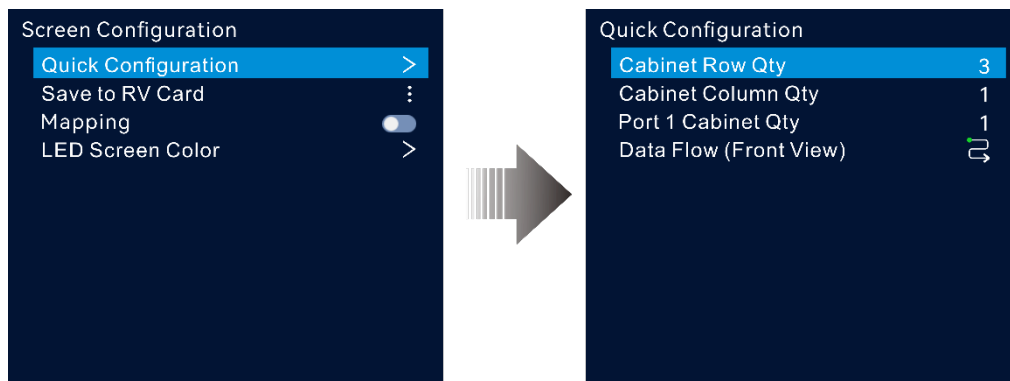 Screen Configuration
Quick Configuration >
Save to RV Card
Mapping
LED Screen Color >
Quick Configuration
Cabinet Row Qty 3
Cabinet Column Qty 1
Port 1 Cabinet Qty 1
Data Flow (Front View)